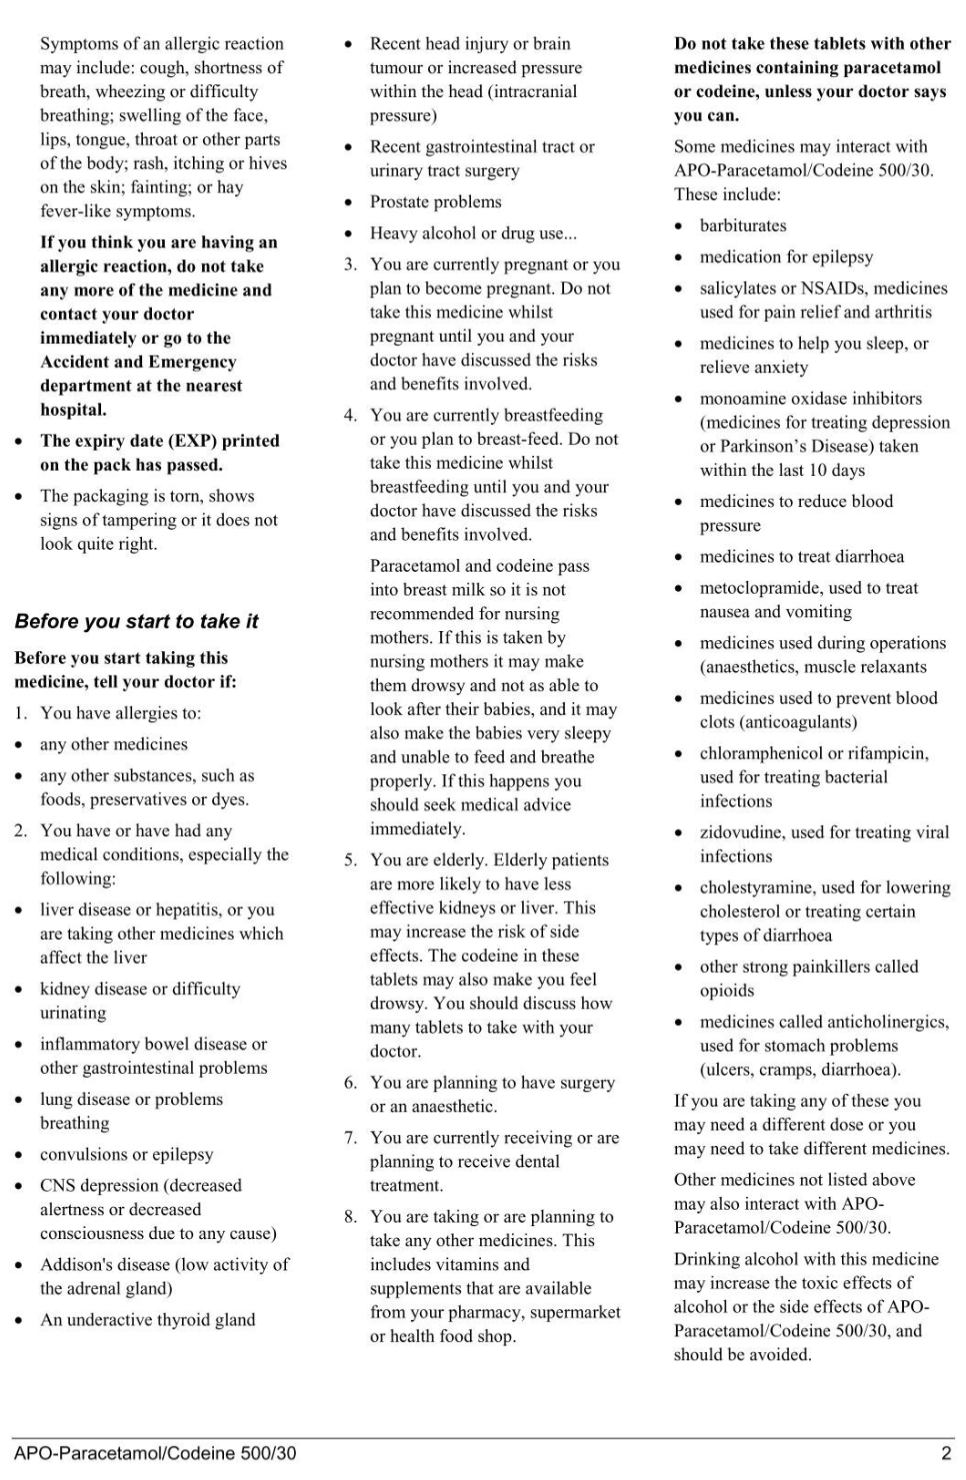 Symptoms of an allergic reaction
may include: cough, shortness of
breath, wheezing or difficulty
breathing; swelling of the face,
lips, tongue, throat or other parts
of the body; rash, itching or hives
on the skin; fainting; or hay
fever-like symptoms.
If you think you are having an
allergic reaction, do not take
any more of the medicine and
contact your doctor
immediately or go to the
Accident and Emergency
department at the nearest
hospital.
• The expiry date (EXP) printed
on the pack has passed.
• The packaging is torn, shows
signs of tampering or it does not
look quite right.
Before you start to take it
Before you start taking this
medicine, tell your doctor if:
1. You have allergies to:
• any other medicines
• any other substances, such as
foods, preservatives or dyes.
2. You have or have had any
medical conditions, especially the
following:
• liver disease or hepatitis, or you
are taking other medicines which
affect the liver
• kidney disease or difficulty
urinating
• inflammatory bowel disease or
other gastrointestinal problems
• lung disease or problems
breathing
• convulsions or epilepsy
• CNS depression (decreased
alertness or decreased
consciousness due to any cause)
• Addison's disease (low activity of
the adrenal gland)
• An underactive thyroid gland
• Recent head injury or brain
tumour or increased pressure
within the head (intracranial
pressure)
• Recent gastrointestinal tract or
urinary tract surgery
• Prostate problems
• Heavy alcohol or drug use...
3. You are currently pregnant or you
plan to become pregnant. Do not
take this medicine whilst
pregnant until you and your
doctor have discussed the risks
and benefits involved.
4. You are currently breastfeeding
or you plan to breast-feed. Do not
take this medicine whilst
breastfeeding until you and your
doctor have discussed the risks
and benefits involved.
Paracetamol and codeine pass
into breast milk so it is not
recommended for nursing
mothers. If this is taken by
nursing mothers it may make
them drowsy and not as able to
look after their babies, and it may
also make the babies very sleepy
and unable to feed and breathe
properly. If this happens you
should seek medical advice
immediately.
5. You are elderly. Elderly patients
are more likely to have less
effective kidneys or liver. This
may increase the risk of side
effects. The codeine in these
tablets may also make you feel
drowsy. You should discuss how
many tablets to take with your
doctor.
6. You are planning to have surgery
or an anaesthetic.
7. You are currently receiving or are
planning to receive dental
treatment.
8. You are taking or are planning to
take any other medicines. This
includes vitamins and
supplements that are available
from your pharmacy, supermarket
or health food shop.
Do not take these tablets with other
medicines containing paracetamol
or codeine, unless your doctor says
you can.
Some medicines may interact with
APO-Paracetamol/Codeine 500/30.
These include:
• barbiturates
• medication for epilepsy
• salicylates or NSAIDs, medicines
used for pain relief and arthritis
• medicines to help you sleep, or
relieve anxiety
• monoamine oxidase inhibitors
(medicines for treating depression
or Parkinson’s Disease) taken
within the last 10 days
• medicines to reduce blood
pressure
• medicines to treat diarrhoea
• metoclopramide, used to treat
nausea and vomiting
• medicines used during operations
(anaesthetics, muscle relaxants
• medicines used to prevent blood
clots (anticoagulants)
• chloramphenicol or rifampicin,
used for treating bacterial
infections
• zidovudine, used for treating viral
infections
• cholestyramine, used for lowering
cholesterol or treating certain
types of diarrhoea
• other strong painkillers called
opioids
• medicines called anticholinergics,
used for stomach problems
(ulcers, cramps, diarrhoea).
If you are taking any of these you
may need a different dose or you
may need to take different medicines.
Other medicines not listed above
may also interact with APO-
Paracetamol/Codeine 500/30.
Drinking alcohol with this medicine
may increase the toxic effects of
alcohol or the side effects of APO-
Paracetamol/Codeine 500/30, and
should be avoided.
APO-Paracetamol/Codeine 500/30
2